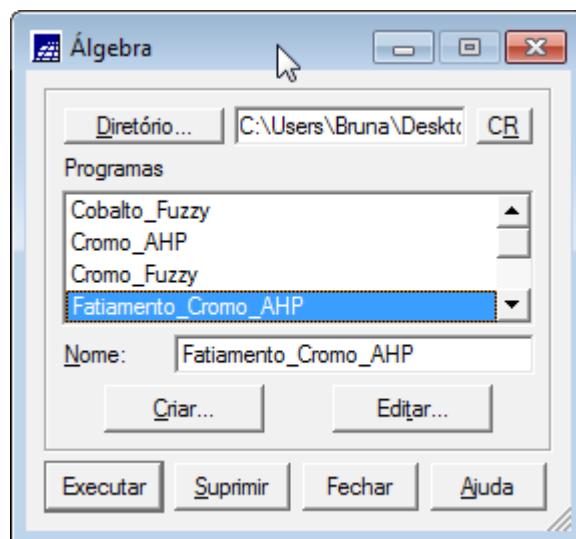 Álgebra
Diretório... C:\Users\Bruna\Deskto CR
Programas
Cobalto_Fuzzy
Cromo_AHP
Cromo_Fuzzy
Fatiamento_Cromo_AHP
Nome: Fatiamento_Cromo_AHP
Criar... Editar...
Executar Suprimir Fechar Ajuda